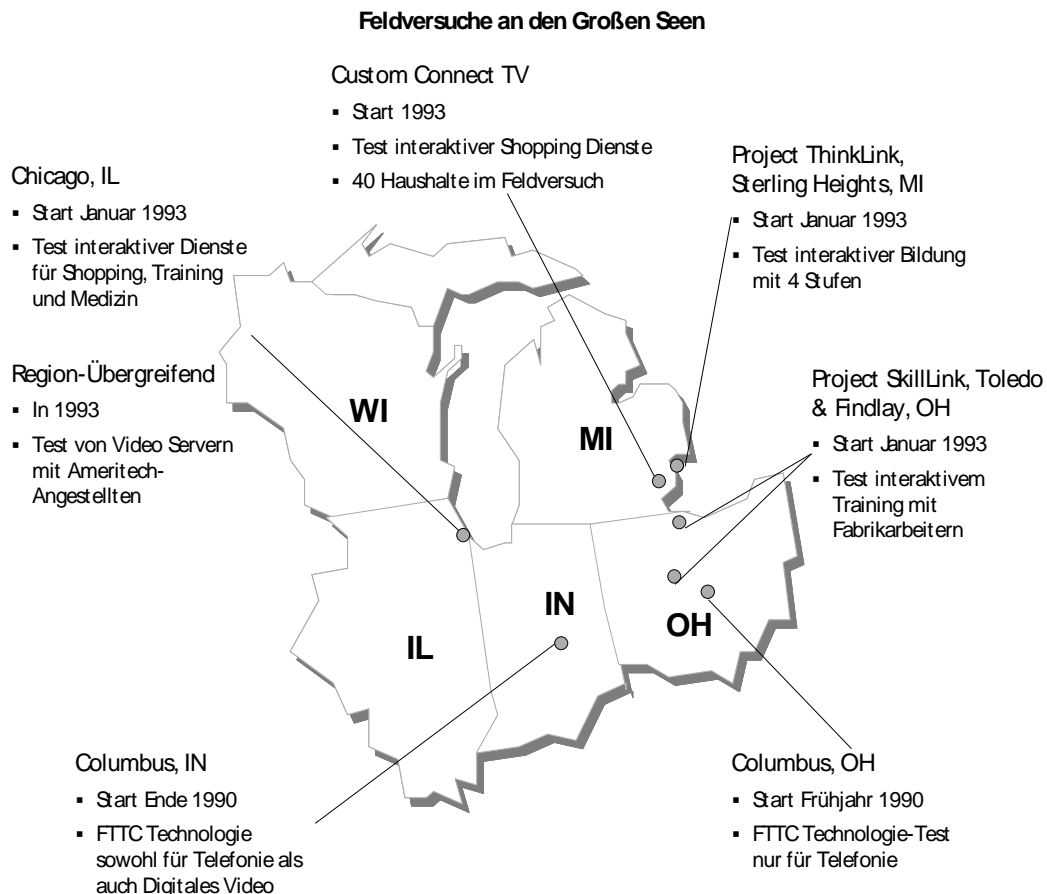 Feldversuche an den Großen Seen
Custom Connect TV
▪ Start 1993
▪ Test interaktiver Shopping Dienste
▪ 40 Haushalte im Feldversuch
Chicago, IL
▪ Start Januar 1993
▪ Test interaktiver Dienste
für Shopping, Training
und Medizin
Project ThinkLink,
Sterling Heights, MI
▪ Start Januar 1993
▪ Test interaktiver Bildung
mit 4 Stufen
Region-Übergreifend
▪ In 1993
▪ Test von Video Servern
mit Ameritech-
Angestellten
Project SkillLink, Toledo
& Findlay, OH
▪ Start Januar 1993
▪ Test interaktivem
Training mit
Fabrikarbeitern
WI
MI
IL
IN
OH
Columbus, IN
▪ Start Ende 1990
▪ FTTC Technologie
sowohl für Telefonie als
auch Digitales Video
Columbus, OH
▪ Start Frühjahr 1990
▪ FTTC Technologie-Test
nur für Telefonie